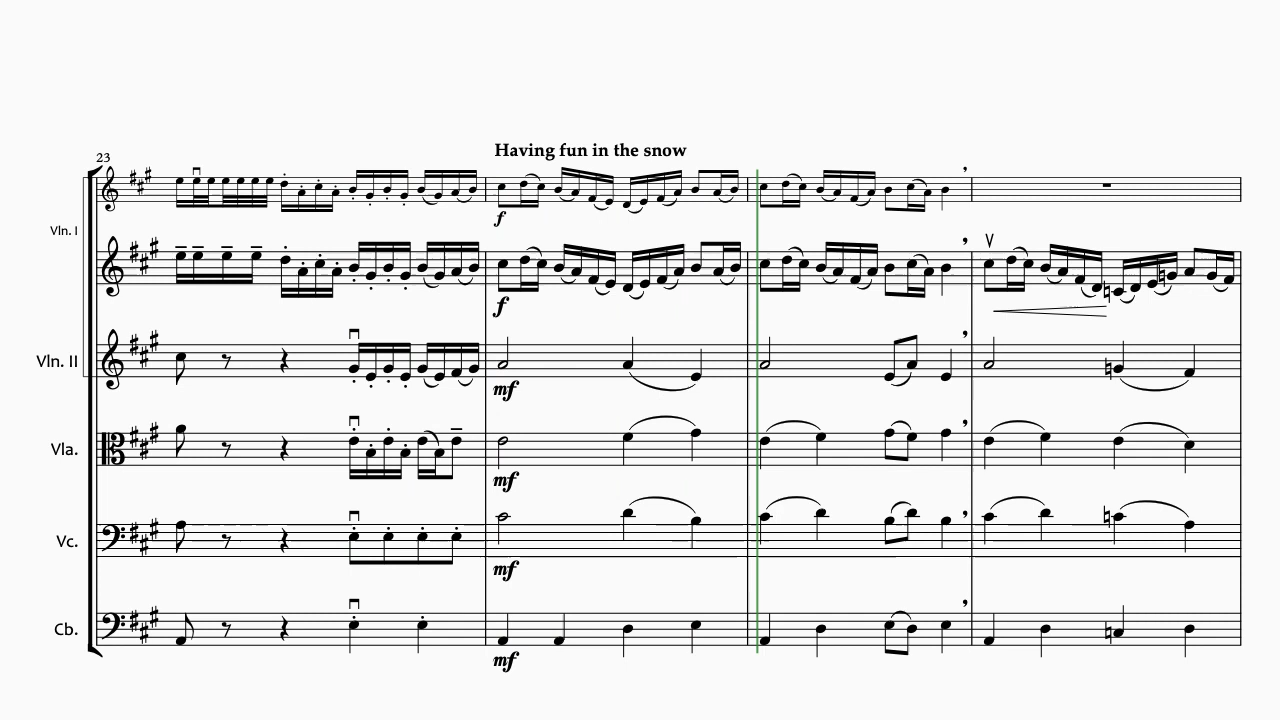 Having fun in the snow
23
Vln. I
f
f
Vln. II
mf
Vla.
mf
Vc.
mf
Cb.
mf